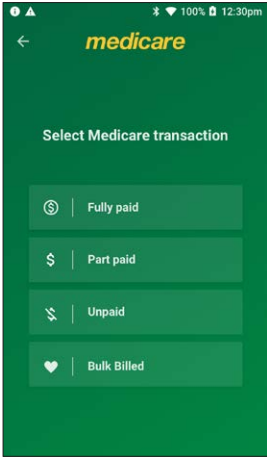 100% 12:30pm
medicare
Select Medicare transaction
Fully paid
Part paid
Unpaid
Bulk Billed